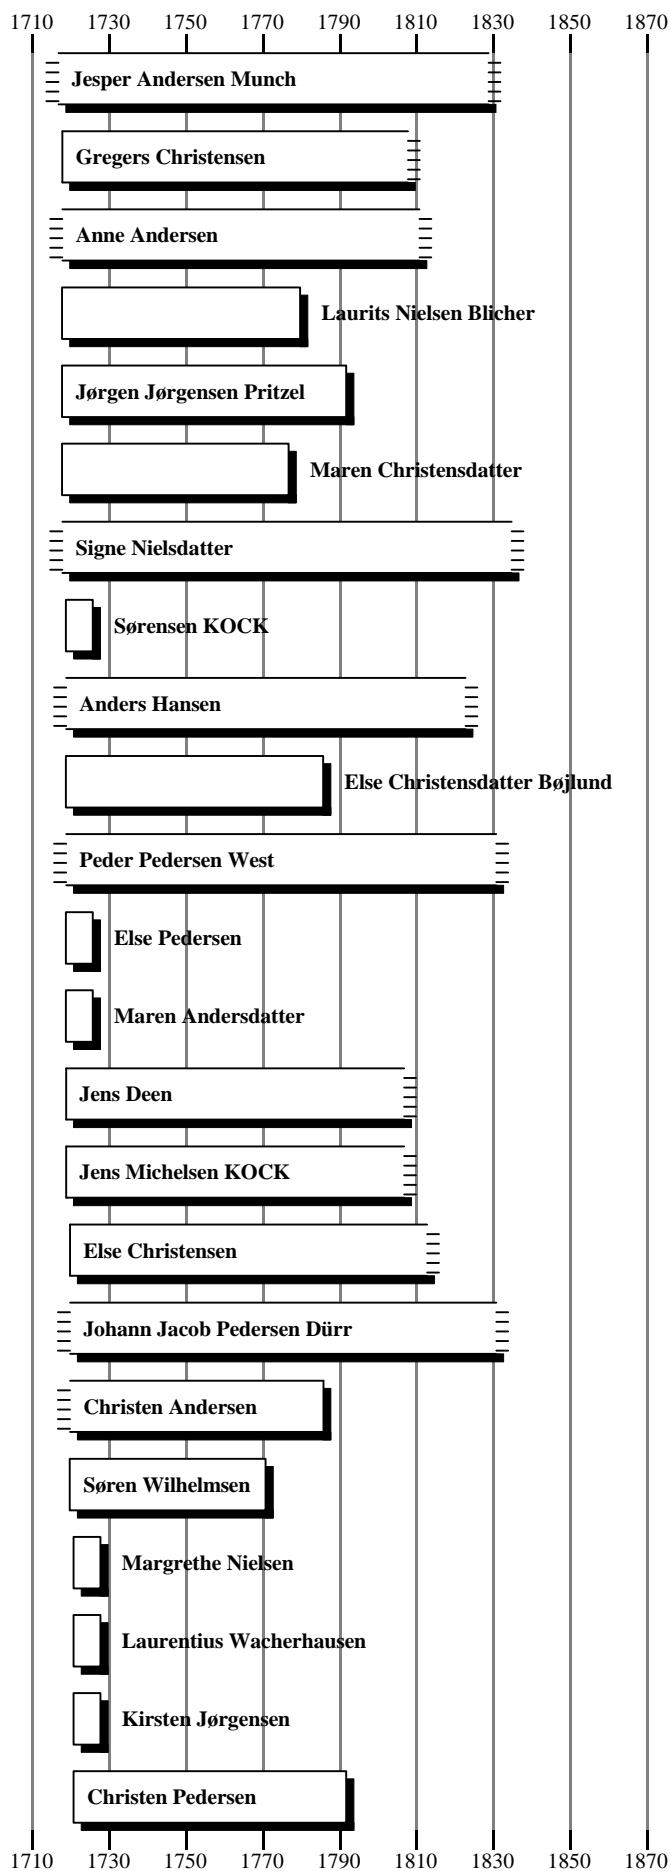 1710 1730 1750 1770 1790 1810 1830 1850 1870
Jesper Andersen Munch
Gregers Christensen
Anne Andersen
Laurits Nielsen Blicher
Jørgen Jørgensen Pritzel
Maren Christensdatter
Signe Nielsdatter
Sørensen KOCK
Anders Hansen
Else Christensdatter Bøjlund
Peder Pedersen West
Else Pedersen
Maren Andersdatter
Jens Deen
Jens Michelsen KOCK
Else Christensen
Johann Jacob Pedersen Dürr
Christen Andersen
Søren Wilhelmsen
Margrethe Nielsen
Laurentius Wacherhausen
Kirsten Jørgensen
Christen Pedersen
1710 1730 1750 1770 1790 1810 1830 1850 1870